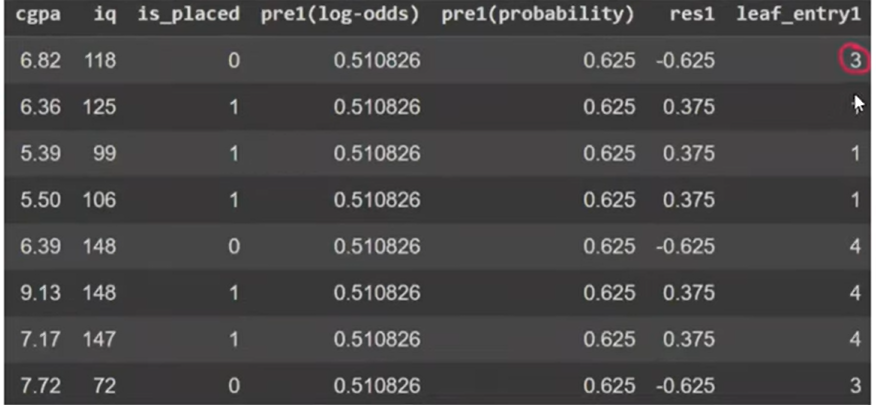 cgpa iq is_placed pre1(log-odds) pre1(probability) res1 leaf_entry1
6.82 118 0 0.510826 0.625 -0.625 3
6.36 125 1 0.510826 0.625 0.375
5.39 99 1 0.510826 0.625 0.375 1
5.50 106 1 0.510826 0.625 0.375 1
6.39 148 0 0.510826 0.625 -0.625 4
9.13 148 1 0.510826 0.625 0.375 4
7.17 147 1 0.510826 0.625 0.375 4
7.72 72 0 0.510826 0.625 -0.625 3